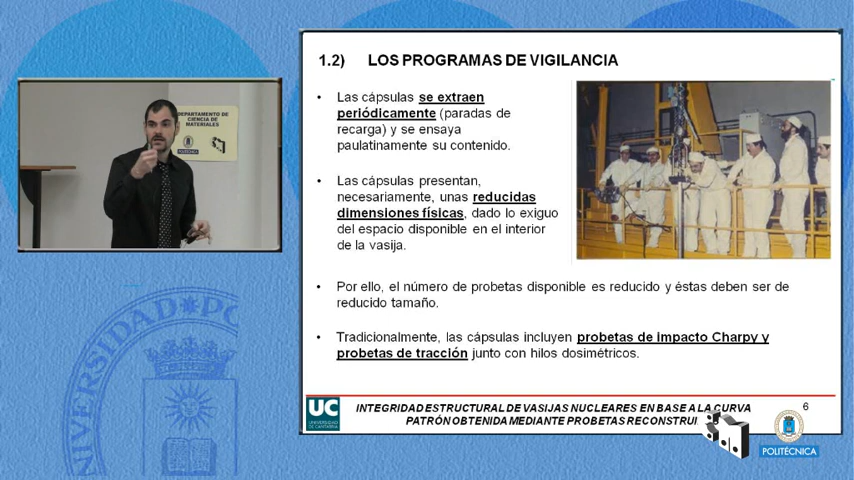 DEPARTAMENTO DE
CIENCIA DE
MATERIALES
POLITÉCNICA
1.2) LOS PROGRAMAS DE VIGILANCIA
• Las cápsulas se extraen
periódicamente (paradas de
recarga) y se ensaya
paulatinamente su contenido.
• Las cápsulas presentan,
necesariamente, unas reducidas
dimensiones físicas, dado lo exiguo
del espacio disponible en el interior
de la vasija.
• Por ello, el número de probetas disponible es reducido y éstas deben ser de
reducido tamaño.
• Tradicionalmente, las cápsulas incluyen probetas de impacto Charpy y
probetas de tracción junto con hilos dosimétricos.
UC
UNIVERSIDAD
DE CANTABRIA
INTEGRIDAD ESTRUCTURAL DE VASIJAS NUCLEARES EN BASE A LA CURVA
PATRÓN OBTENIDA MEDIANTE PROBETAS
6
POLITÉCNICA